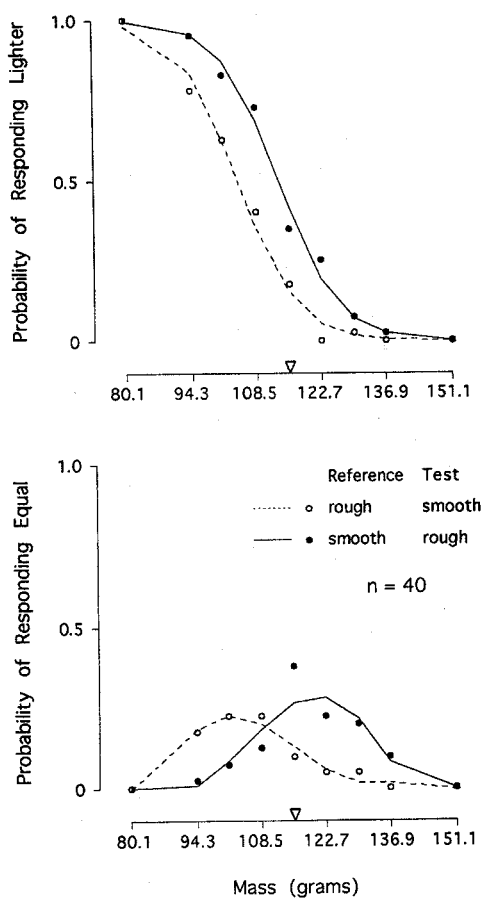 Probability of Responding Lighter
1.0
0.5
0
80.1 94.3 108.5 122.7 136.9 151.1
Probability of Responding Equal
1.0
0.5
0
Reference Test
rough smooth
smooth rough
n = 40
80.1 94.3 108.5 122.7 136.9 151.1
Mass (grams)